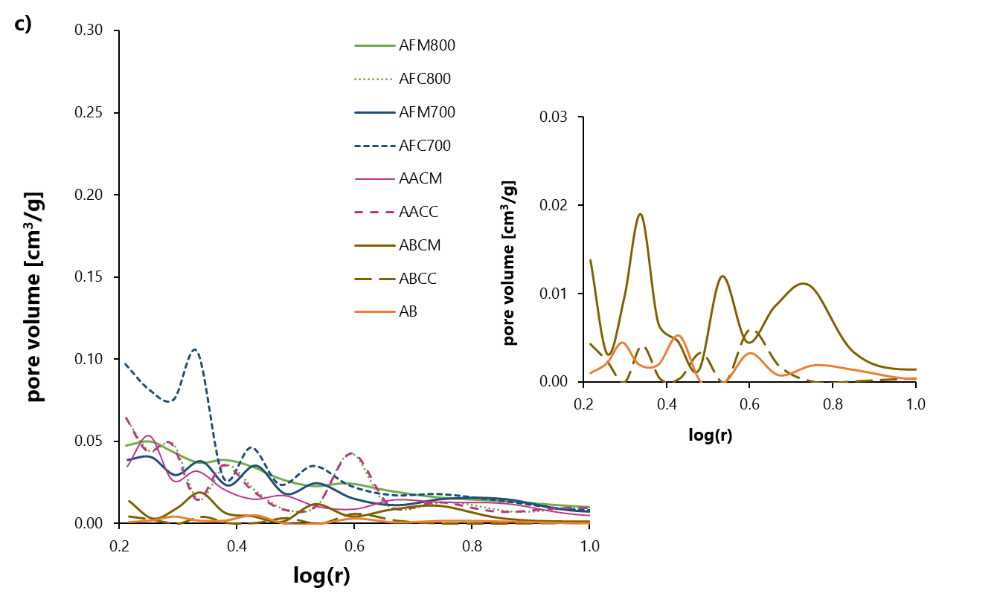 c)
0.30
0.25
0.20
0.15
0.10
0.05
0.00
pore volume [cm³/g]
0.2 0.4 0.6 0.8 1.0
log(r)
AFM800
AFC800
AFM700
AFC700
AACM
AACC
ABCM
ABCC
AB
0.03
0.02
0.01
0.00
pore volume [cm³/g]
0.2 0.4 0.6 0.8 1.0
log(r)